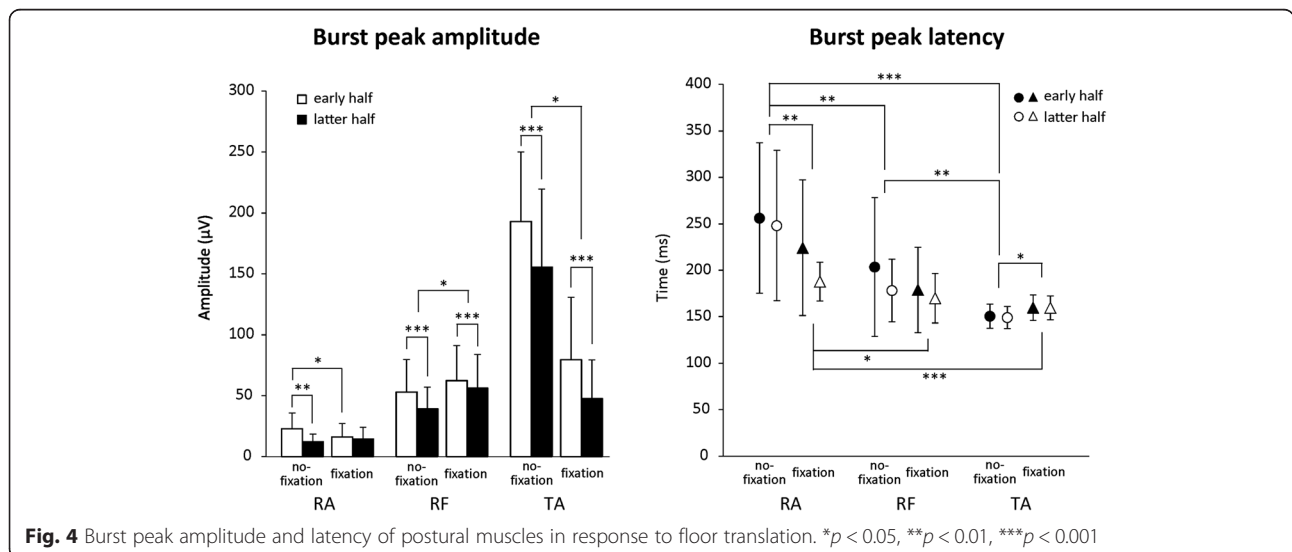 Burst peak amplitude
Burst peak latency
Amplitude (µV)
300
250
200
150
100
50
0
□ early half
■ latter half
**
*
***
*
***
***
*
***
no-
fixation
fixation
no-
fixation
fixation
no-
fixation
fixation
RA
RF
TA
Time (ms)
400
350
300
250
200
150
100
50
0
● ▲ early half
○ △ latter half
***
**
**
**
*
*
***
no-
fixation
fixation
no-
fixation
fixation
no-
fixation
fixation
RA
RF
TA
Fig. 4 Burst peak amplitude and latency of postural muscles in response to floor translation. *p < 0.05, **p < 0.01, ***p < 0.001